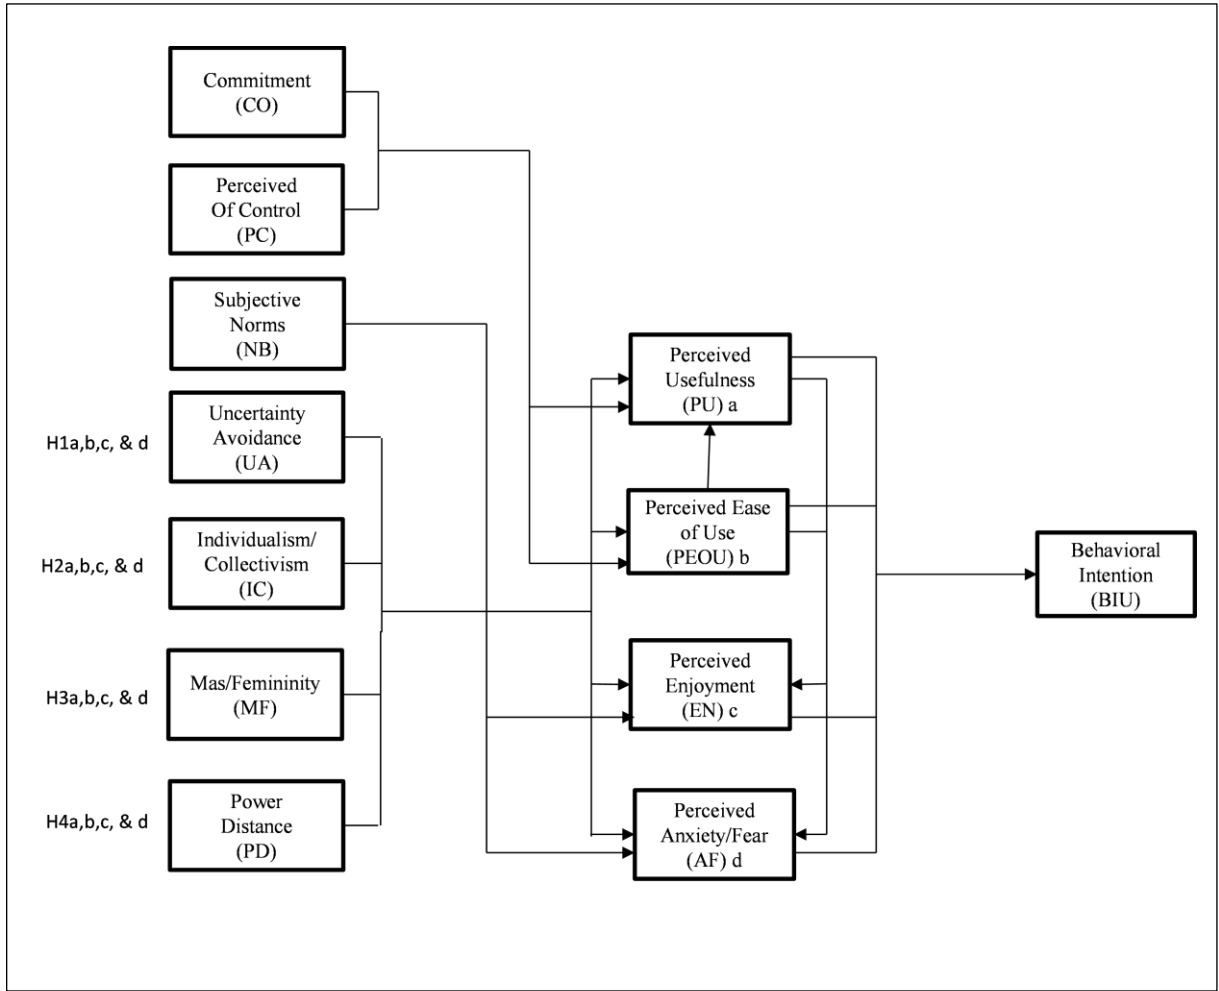 Commitment
(CO)
Perceived
Of Control
(PC)
Subjective
Norms
(NB)
H1a,b,c, & d
Uncertainty
Avoidance
(UA)
H2a,b,c, & d
Individualism/
Collectivism
(IC)
H3a,b,c, & d
Mas/Femininity
(MF)
H4a,b,c, & d
Power
Distance
(PD)
Perceived
Usefulness
(PU) a
Perceived Ease
of Use
(PEOU) b
Perceived
Enjoyment
(EN) c
Perceived
Anxiety/Fear
(AF) d
Behavioral
Intention
(BIU)